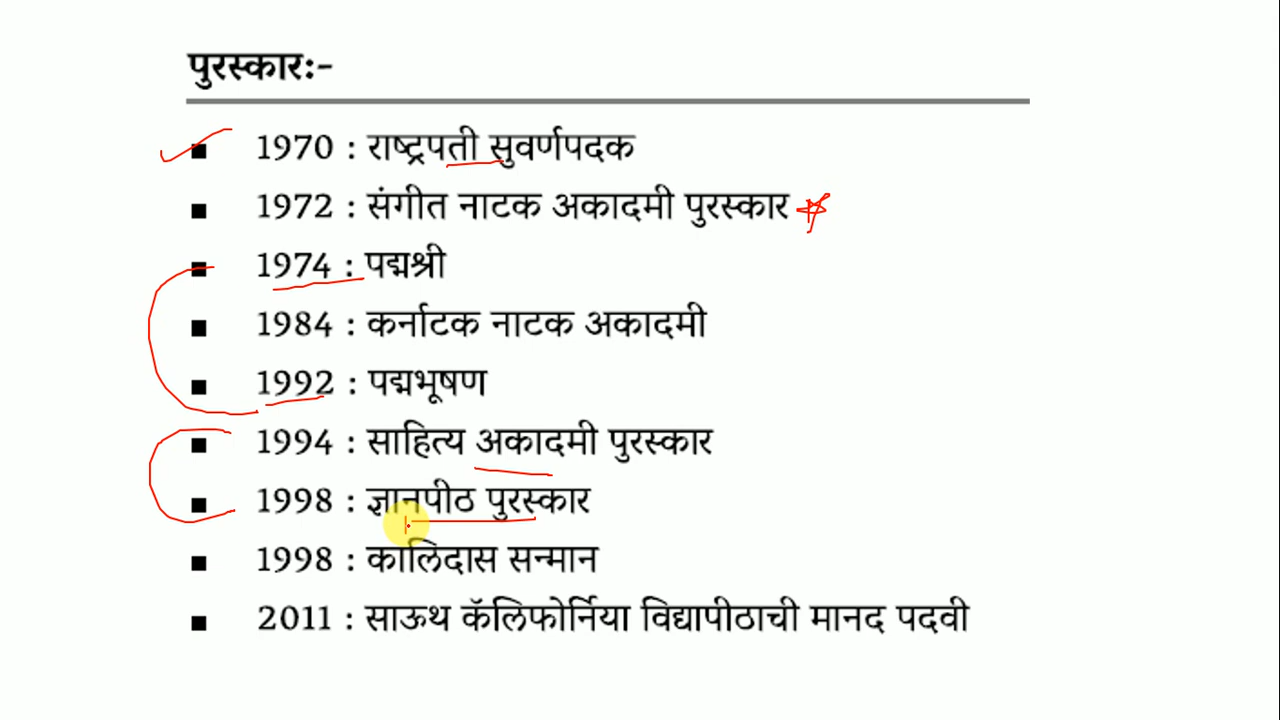 पुरस्कारः-
■ 1970 : राष्ट्रपती सुवर्णपदक
■ 1972 : संगीत नाटक अकादमी पुरस्कार
■ 1974 : पद्मश्री
■ 1984 : कर्नाटक नाटक अकादमी
■ 1992 : पद्मभूषण
■ 1994 : साहित्य अकादमी पुरस्कार
■ 1998 : ज्ञानपीठ पुरस्कार
■ 1998 : कालिदास सन्मान
■ 2011 : साऊथ कॅलिफोर्निया विद्यापीठाची मानद पदवी